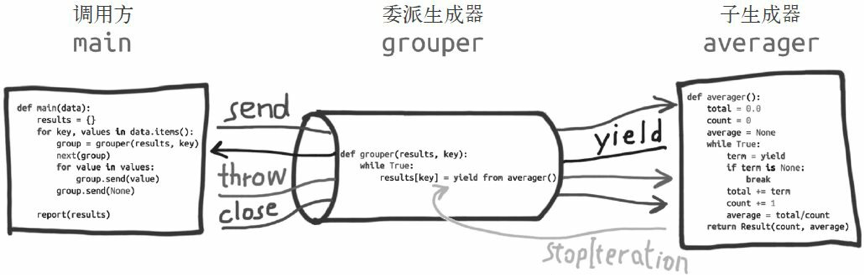 调用方
main
委派生成器
grouper
子生成器
averager
def main(data):
    results = {}
    for key, values in data.items():
        group = grouper(results, key)
        next(group)
        for value in values:
            group.send(value)
        group.send(None)

    report(results)
send
throw
close
def grouper(results, key):
    while True:
        results[key] = yield from averager()
yield
StopIteration
def averager():
    total = 0.0
    count = 0
    average = None
    while True:
        term = yield
        if term is None:
            break
        total += term
        count += 1
        average = total/count
    return Result(count, average)